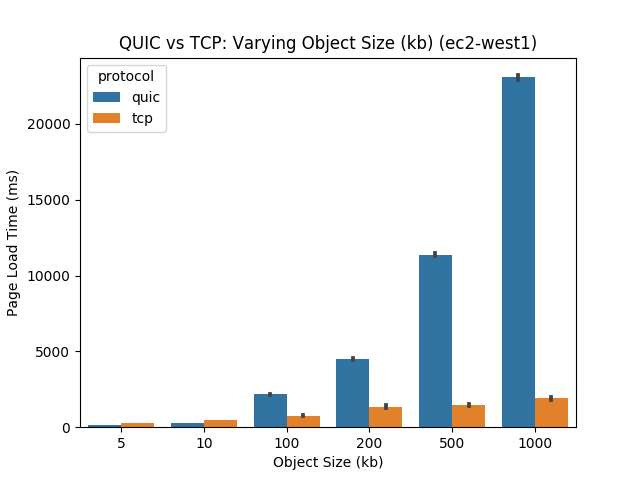 QUIC vs TCP: Varying Object Size (kb) (ec2-west1)
protocol
quic
tcp
Page Load Time (ms)
20000
15000
10000
5000
0
5 10 100 200 500 1000
Object Size (kb)